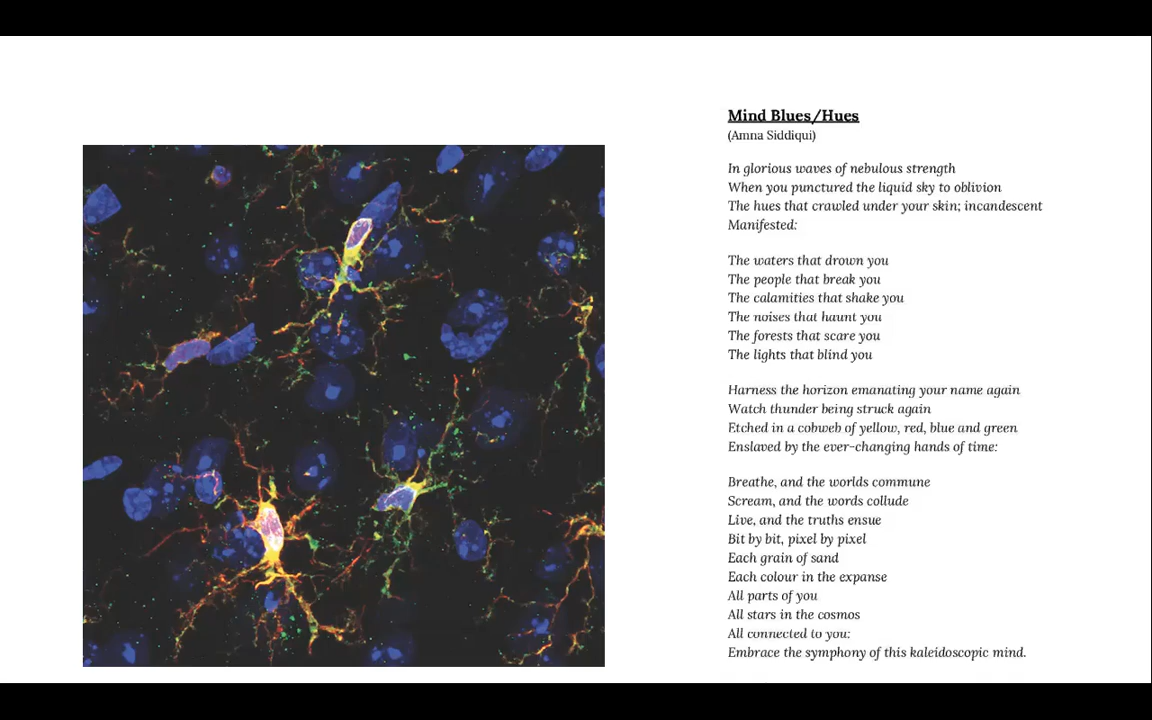 Mind Blues/Hues
(Amna Siddiqui)
In glorious waves of nebulous strength
When you punctured the liquid sky to oblivion
The hues that crawled under your skin; incandescent
Manifested:
The waters that drown you
The people that break you
The calamities that shake you
The noises that haunt you
The forests that scare you
The lights that blind you
Harness the horizon emanating your name again
Watch thunder being struck again
Etched in a cobweb of yellow, red, blue and green
Enslaved by the ever-changing hands of time:
Breathe, and the worlds commune
Scream, and the words collude
Live, and the truths ensue
Bit by bit, pixel by pixel
Each grain of sand
Each colour in the expanse
All parts of you
All stars in the cosmos
All connected to you:
Embrace the symphony of this kaleidoscopic mind.